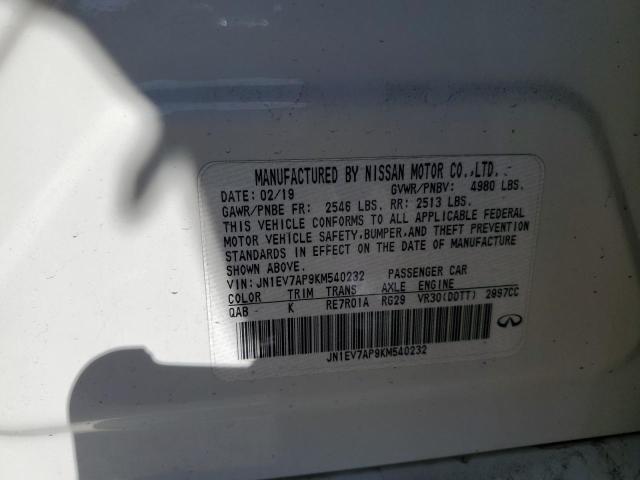 MANUFACTURED BY NISSAN MOTOR CO.,LTD.
DATE: 02/19 GVWR/PNBV: 4980 LBS.
GAWR/PNBE FR: 2546 LBS. RR: 2513 LBS.
THIS VEHICLE CONFORMS TO ALL APPLICABLE FEDERAL
MOTOR VEHICLE SAFETY,BUMPER,AND THEFT PREVENTION
STANDARDS IN EFFECT ON THE DATE OF MANUFACTURE
SHOWN ABOVE.
VIN: JN1EV7AP9KM540232 PASSENGER CAR
COLOR TRIM TRANS AXLE ENGINE
QAB K RE7R01A RG29 VR30(DDTT) 2997CC
JN1EV7AP9KM540232